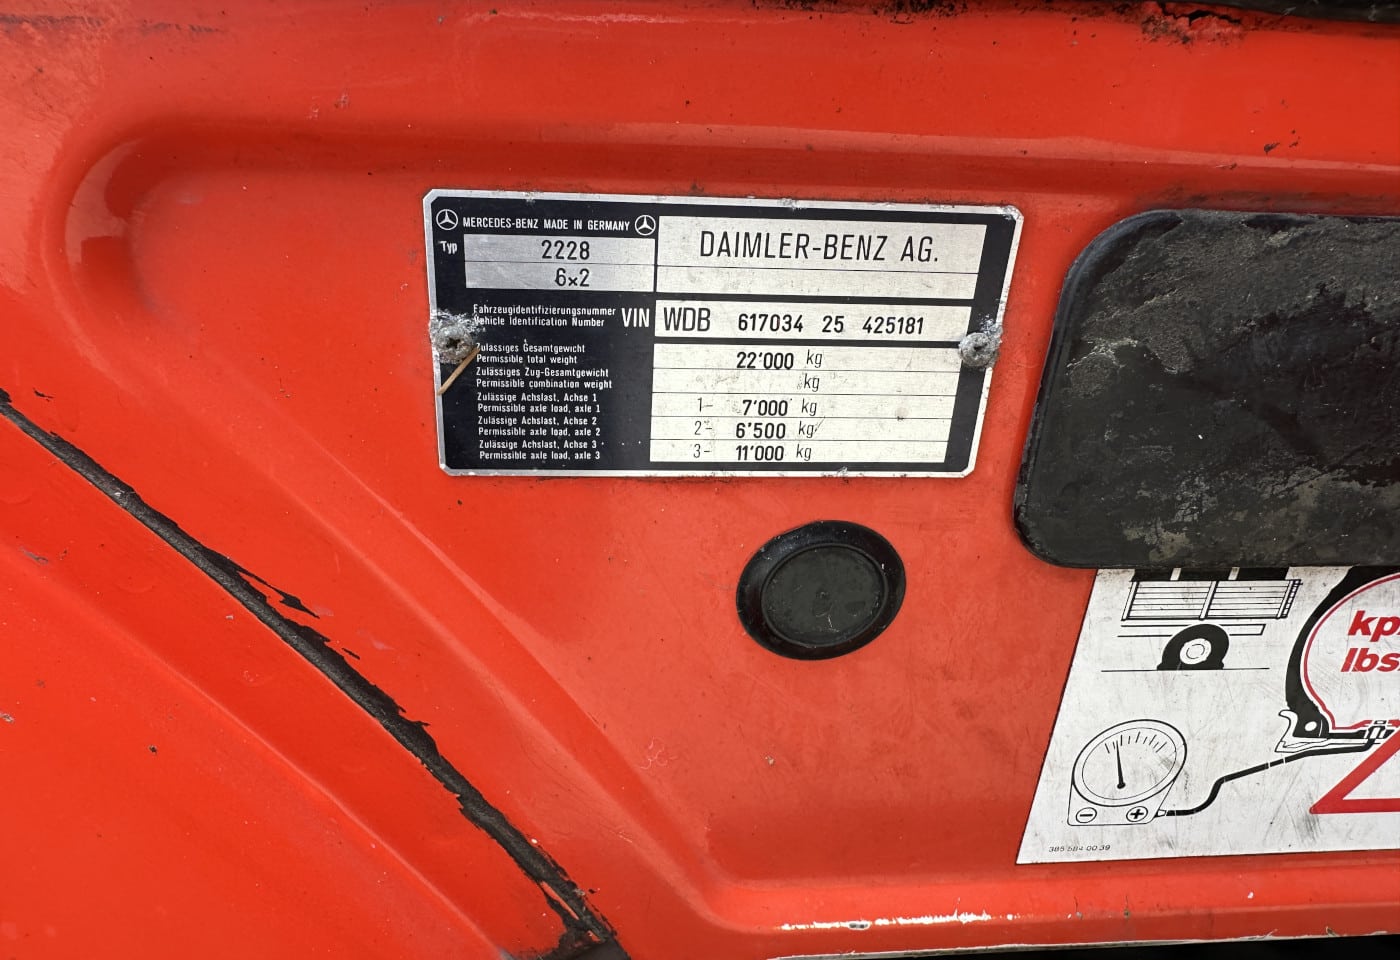 MERCEDES-BENZ MADE IN GERMANY
Typ 2228
6x2
DAIMLER-BENZ AG.
Fahrzeugidentifizierungsnummer
Vehicle Identification Number VIN WDB 617034 25 425181
Zulässiges Gesamtgewicht
Permissible total weight 22'000 kg
Zulässiges Zug-Gesamtgewicht
Permissible combination weight kg
Zulässige Achslast, Achse 1
Permissible axle load, axle 1 1- 7'000 kg
Zulässige Achslast, Achse 2
Permissible axle load, axle 2 2- 6'500 kg
Zulässige Achslast, Achse 3
Permissible axle load, axle 3 3- 11'000 kg
kp
lbs
385 584 00 39